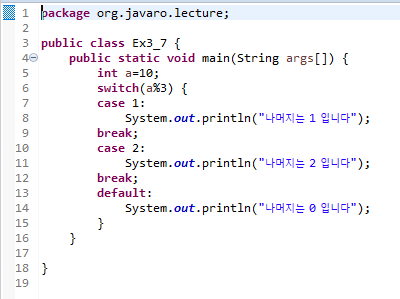 1 package org.javaro.lecture;
2
3 public class Ex3_7 {
4     public static void main(String args[]) {
5         int a=10;
6         switch(a%3) {
7         case 1:
8             System.out.println("나머지는 1 입니다");
9         break;
10         case 2:
11             System.out.println("나머지는 2 입니다");
12         break;
13         default:
14             System.out.println("나머지는 0 입니다");
15         }
16     }
17
18 }
19